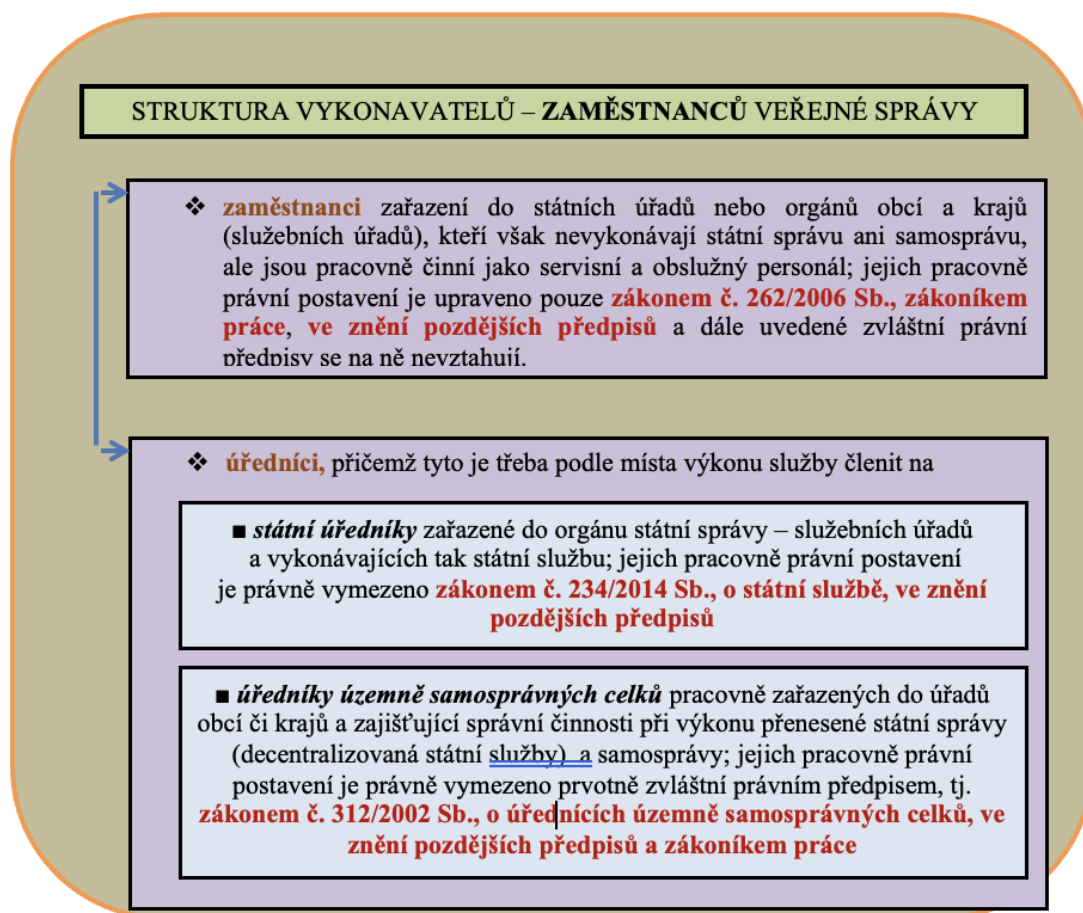 STRUKTURA VYKONAVATELŮ – ZAMĚSTNANCŮ VEŘEJNÉ SPRÁVY
❖ zaměstnanci zařazení do státních úřadů nebo orgánů obcí a krajů
(služebních úřadů), kteří však nevykonávají státní správu ani samosprávu,
ale jsou pracovně činní jako servisní a obslužný personál; jejich pracovně
právní postavení je upraveno pouze zákonem č. 262/2006 Sb., zákoníkem
práce, ve znění pozdějších předpisů a dále uvedené zvláštní právní
předpisy se na ně nevztahují.
❖ úředníci, přičemž tyto je třeba podle místa výkonu služby členit na
■ státní úředníky zařazené do orgánu státní správy – služebních úřadů
a vykonávajících tak státní službu; jejich pracovně právní postavení
je právně vymezeno zákonem č. 234/2014 Sb., o státní službě, ve znění
pozdějších předpisů
■ úředníky územně samosprávných celků pracovně zařazených do úřadů
obcí či krajů a zajišťující správní činnosti při výkonu přenesené státní správy
(decentralizovaná státní služby) a samosprávy; jejich pracovně právní
postavení je právně vymezeno prvotně zvláštní právním předpisem, tj.
zákonem č. 312/2002 Sb., o úřednících územně samosprávných celků, ve
znění pozdějších předpisů a zákoníkem práce